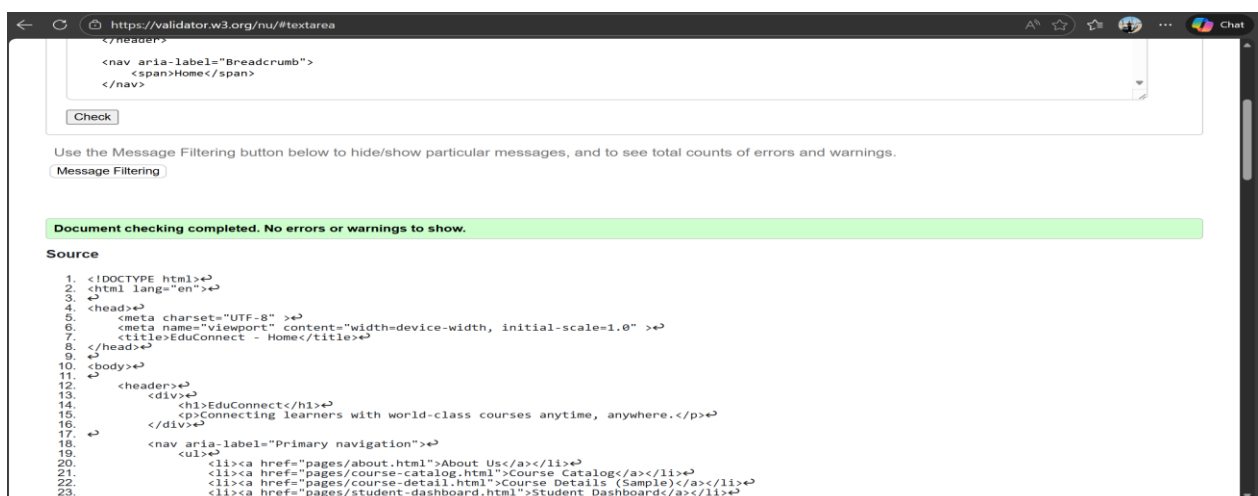 https://validator.w3.org/nu/#textarea
Chat
</header>
<nav aria-label="Breadcrumb">
<span>Home</span>
</nav>
Check
Use the Message Filtering button below to hide/show particular messages, and to see total counts of errors and warnings.
Message Filtering
Document checking completed. No errors or warnings to show.
Source
1. <!DOCTYPE html>↩
2. <html lang="en">↩
3. ↩
4. <head>↩
5. <meta charset="UTF-8" >↩
6. <meta name="viewport" content="width=device-width, initial-scale=1.0" >↩
7. <title>EduConnect - Home</title>↩
8. </head>↩
9. ↩
10. <body>↩
11. ↩
12. <header>↩
13. <div>↩
14. <h1>EduConnect</h1>↩
15. <p>Connecting learners with world-class courses anytime, anywhere.</p>↩
16. </div>↩
17. ↩
18. <nav aria-label="Primary navigation">↩
19. <ul>↩
20. <li><a href="pages/about.html">About Us</a></li>↩
21. <li><a href="pages/course-catalog.html">Course Catalog</a></li>↩
22. <li><a href="pages/course-detail.html">Course Details (Sample)</a></li>↩
23. <li><a href="pages/student-dashboard.html">Student Dashboard</a></li>↩